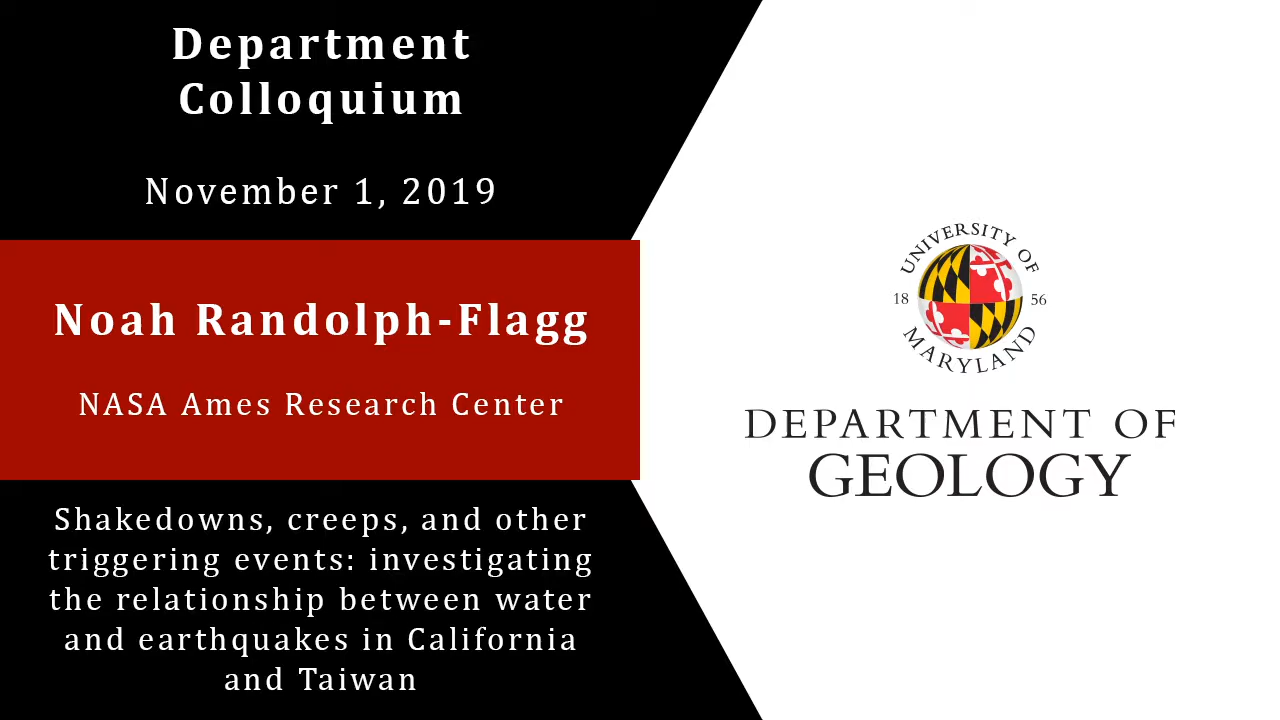 Department
Colloquium
November 1, 2019
Noah Randolph-Flagg
NASA Ames Research Center
Shakedowns, creeps, and other
triggering events: investigating
the relationship between water
and earthquakes in California
and Taiwan
UNIVERSITY OF
18 56
MARYLAND
DEPARTMENT OF
GEOLOGY